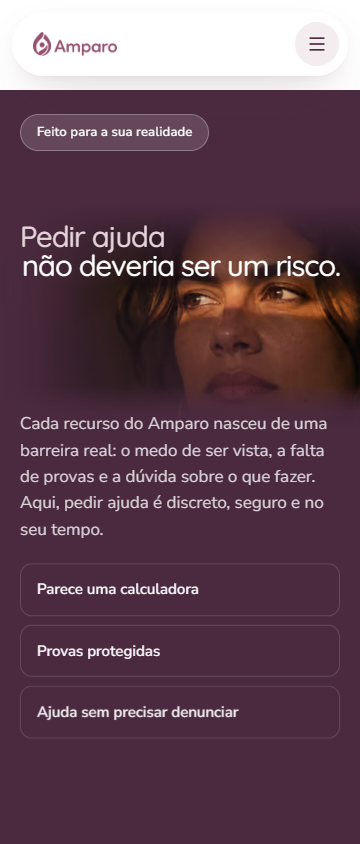 Amparo
Feito para a sua realidade
Pedir ajuda
não deveria ser um risco.
Cada recurso do Amparo nasceu de uma
barreira real: o medo de ser vista, a falta
de provas e a dúvida sobre o que fazer.
Aqui, pedir ajuda é discreto, seguro e no
seu tempo.
Parece uma calculadora
Provas protegidas
Ajuda sem precisar denunciar